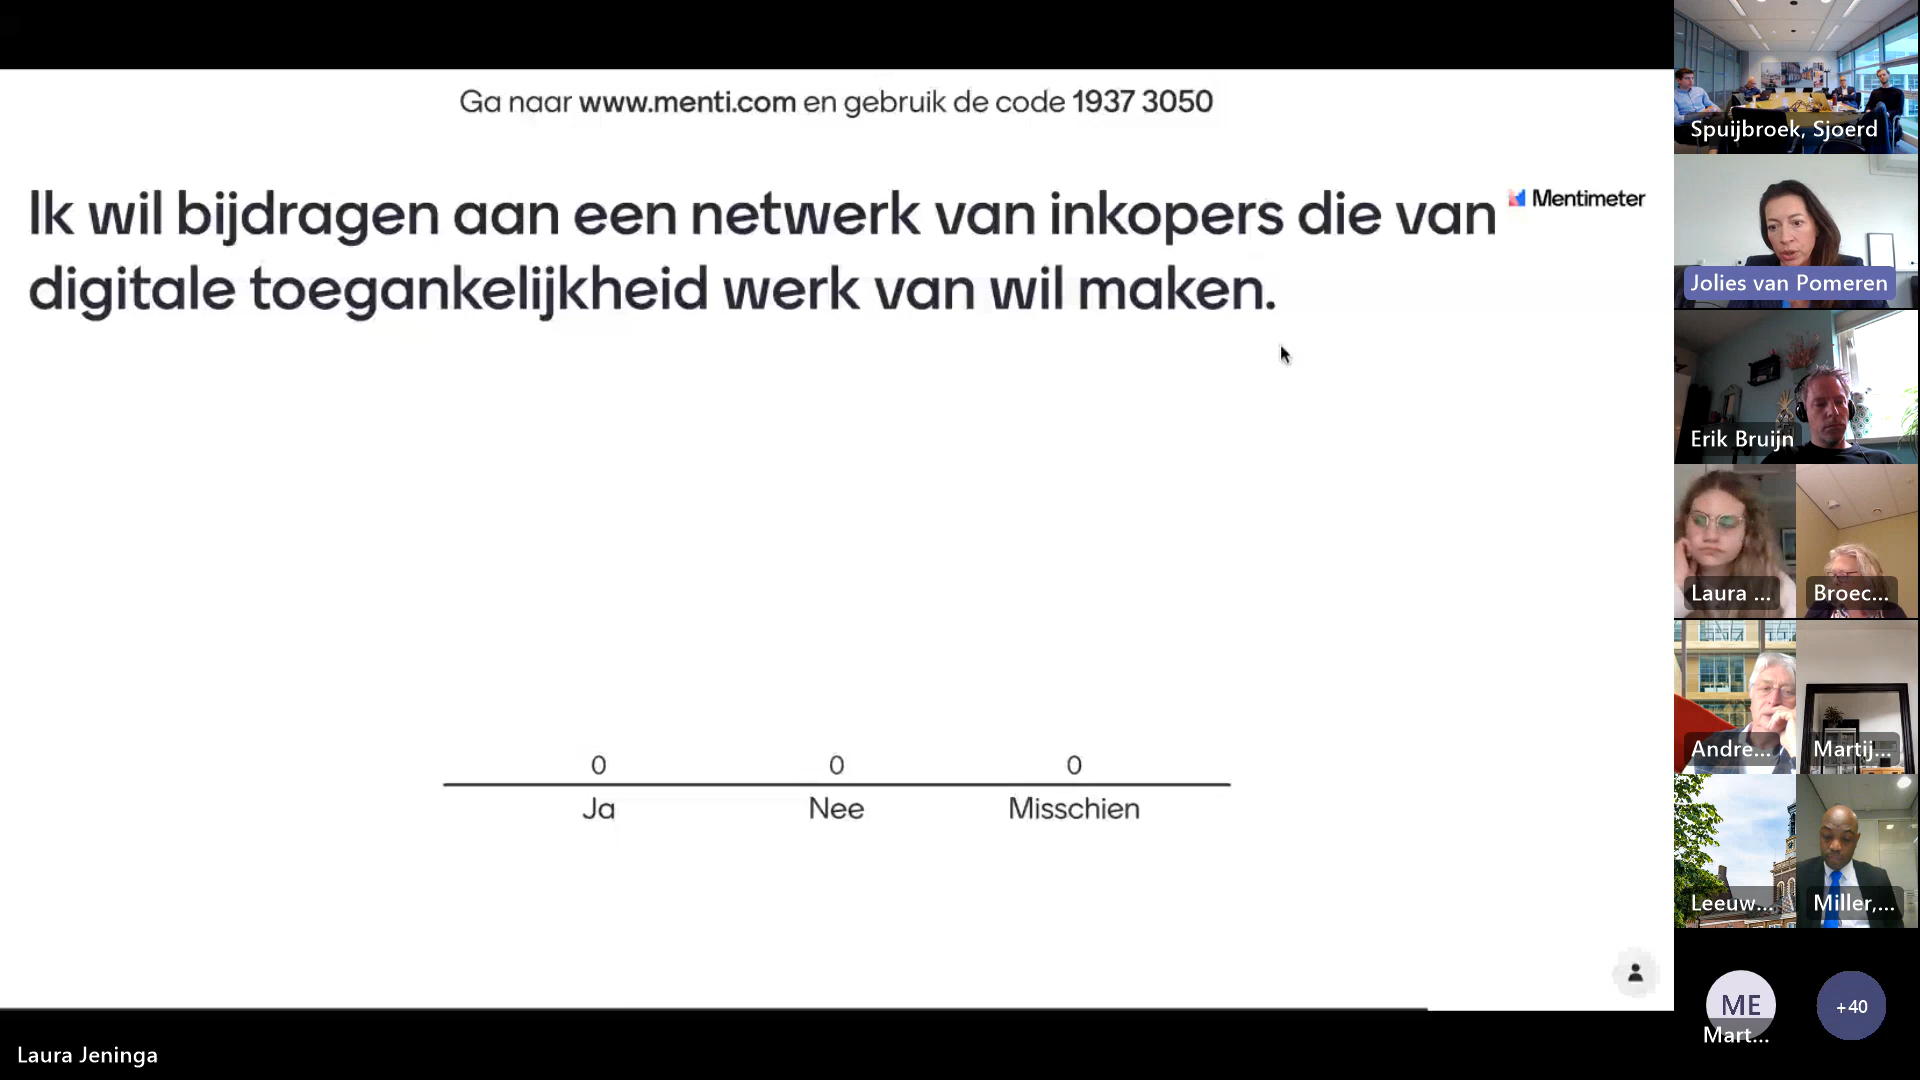 Ga naar www.menti.com en gebruik de code 1937 3050
Ik wil bijdragen aan een netwerk van inkopers die van
digitale toegankelijkheid werk van wil maken.
Mentimeter
0
0
0
Ja
Nee
Misschien
Laura Jeninga
Spuijbroek, Sjoerd
Jolies van Pomeren
Erik Bruijn
Laura ...
Broec...
Andre...
Martij...
Leeuw...
Miller,...
ME
Mart...
+40